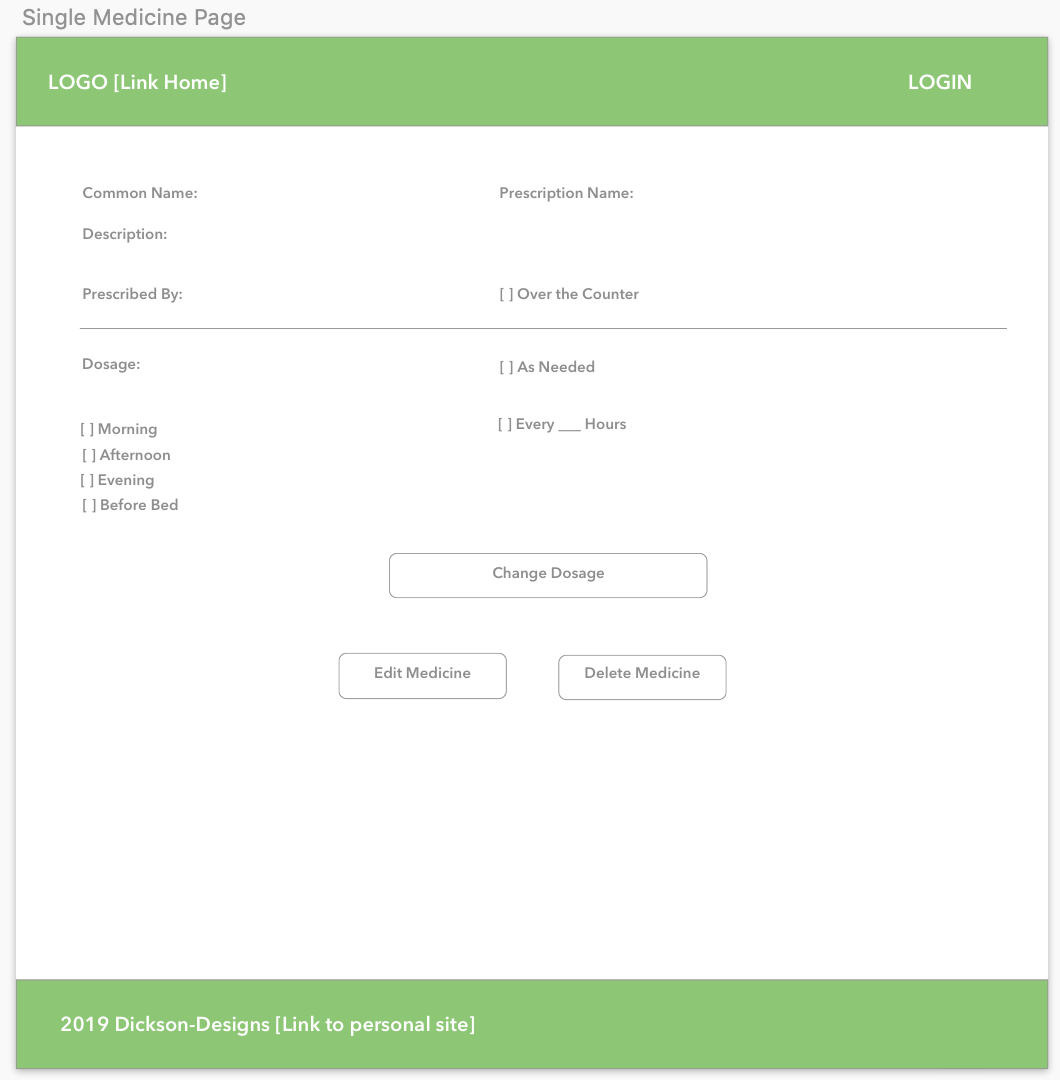 Single Medicine Page
LOGO [Link Home]
LOGIN
Common Name:
Prescription Name:
Description:
Prescribed By:
[ ] Over the Counter
Dosage:
[ ] As Needed
[ ] Every ___ Hours
[ ] Morning
[ ] Afternoon
[ ] Evening
[ ] Before Bed
Change Dosage
Edit Medicine
Delete Medicine
2019 Dickson-Designs [Link to personal site]